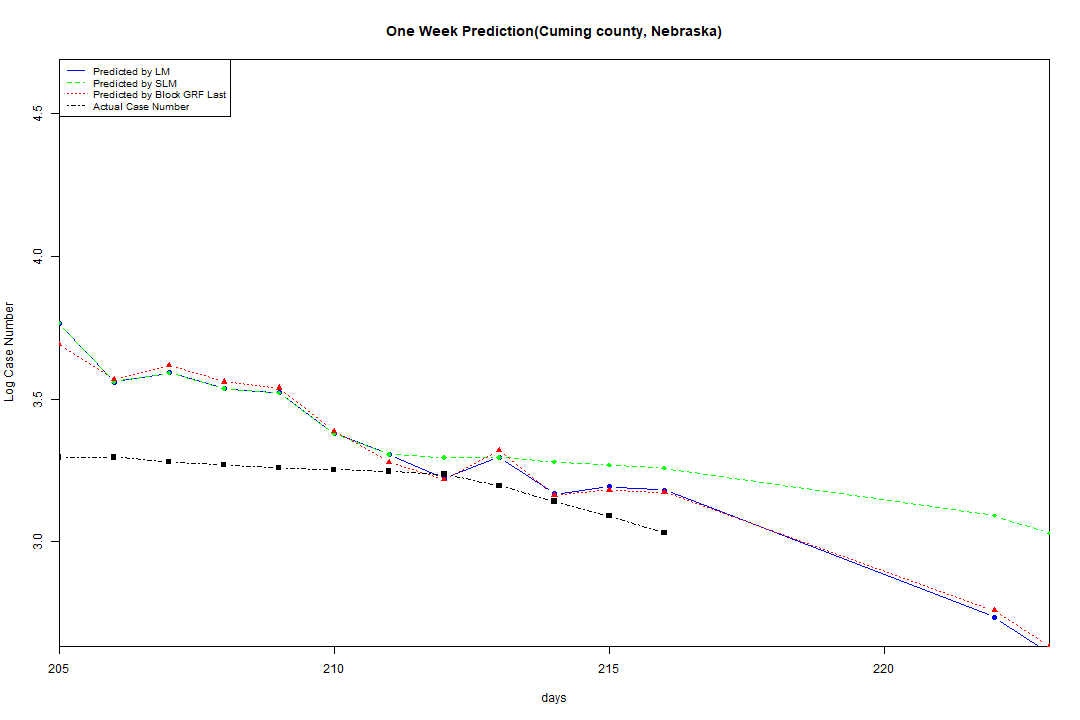 One Week Prediction(Cuming county, Nebraska)
Predicted by LM
Predicted by SLM
Predicted by Block GRF Last
Actual Case Number
4.5
4.0
3.5
3.0
Log Case Number
205 210 215 220
days